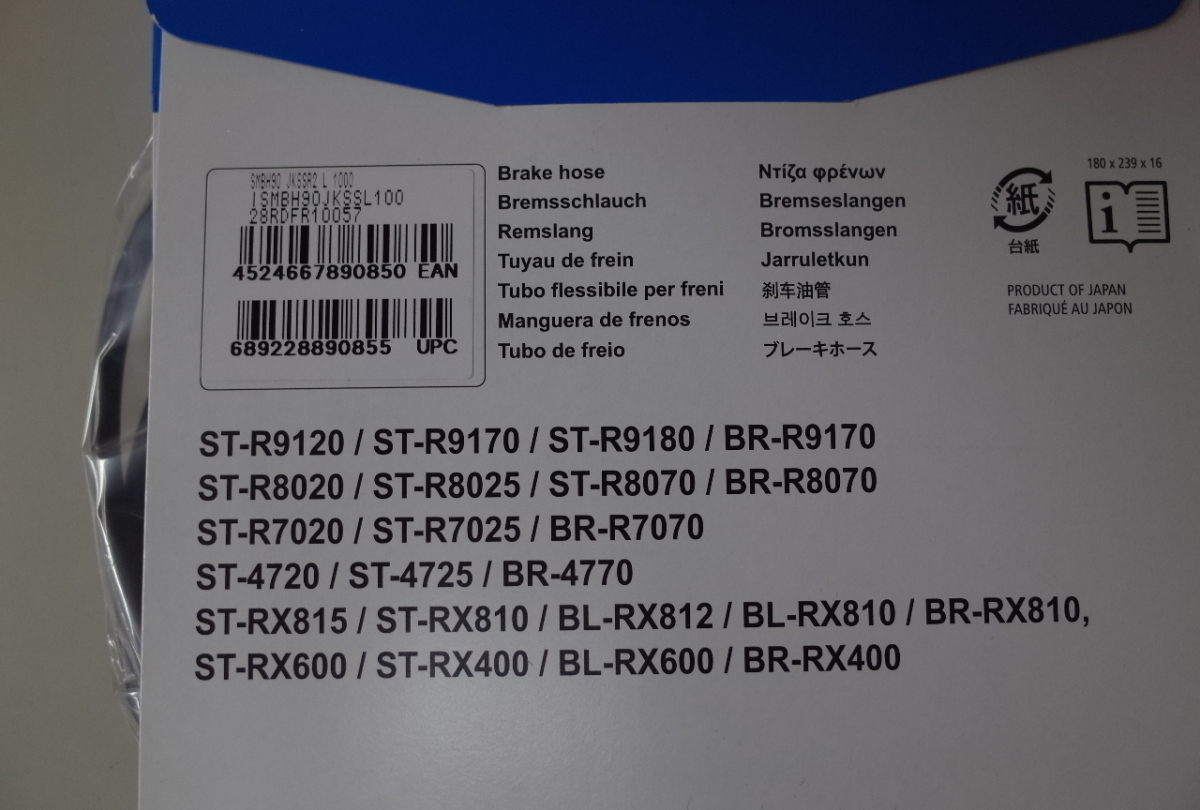 SMBH90 JKSSR2 L 1000
ISMBH90JKSSL100
28RDFR10057
4524667890850 EAN
689228890855 UPC
Brake hose
Bremsschlauch
Remslang
Tuyau de frein
Tubo flessibile per freni
Manguera de frenos
Tubo de freio
Ντίζα φρένων
Bremseslangen
Bromsslangen
Jarruletkun
刹车油管
브레이크 호스
ブレーキホース
紙
台紙
180 x 239 x 16
i
PRODUCT OF JAPAN
FABRIQUÉ AU JAPON
ST-R9120 / ST-R9170 / ST-R9180 / BR-R9170
ST-R8020 / ST-R8025 / ST-R8070 / BR-R8070
ST-R7020 / ST-R7025 / BR-R7070
ST-4720 / ST-4725 / BR-4770
ST-RX815 / ST-RX810 / BL-RX812 / BL-RX810 / BR-RX810,
ST-RX600 / ST-RX400 / BL-RX600 / BR-RX400